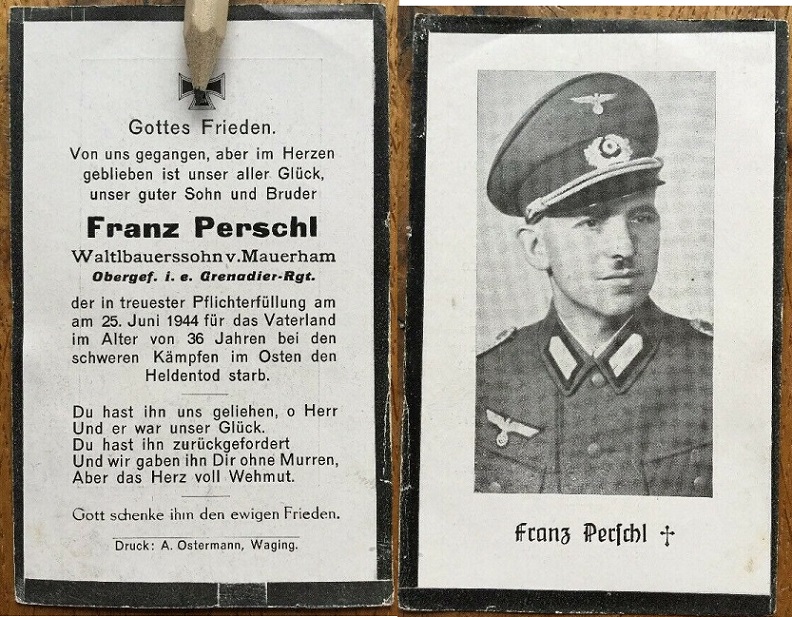 Gottes Frieden.
Von uns gegangen, aber im Herzen
geblieben ist unser aller Glück,
unser guter Sohn und Bruder
Franz Perschl
Waltlbauerssohn v. Mauerham
Obergef. i. e. Grenadier-Rgt.
der in treuester Pflichterfüllung am
am 25. Juni 1944 für das Vaterland
im Alter von 36 Jahren bei den
schweren Kämpfen im Osten den
Heldentod starb.
Du hast ihn uns geliehen, o Herr
Und er war unser Glück.
Du hast ihn zurückgefordert
Und wir gaben ihn Dir ohne Murren,
Aber das Herz voll Wehmut.
Gott schenke ihm den ewigen Frieden.
Druck: A. Ostermann, Waging.
Franz Perschl †